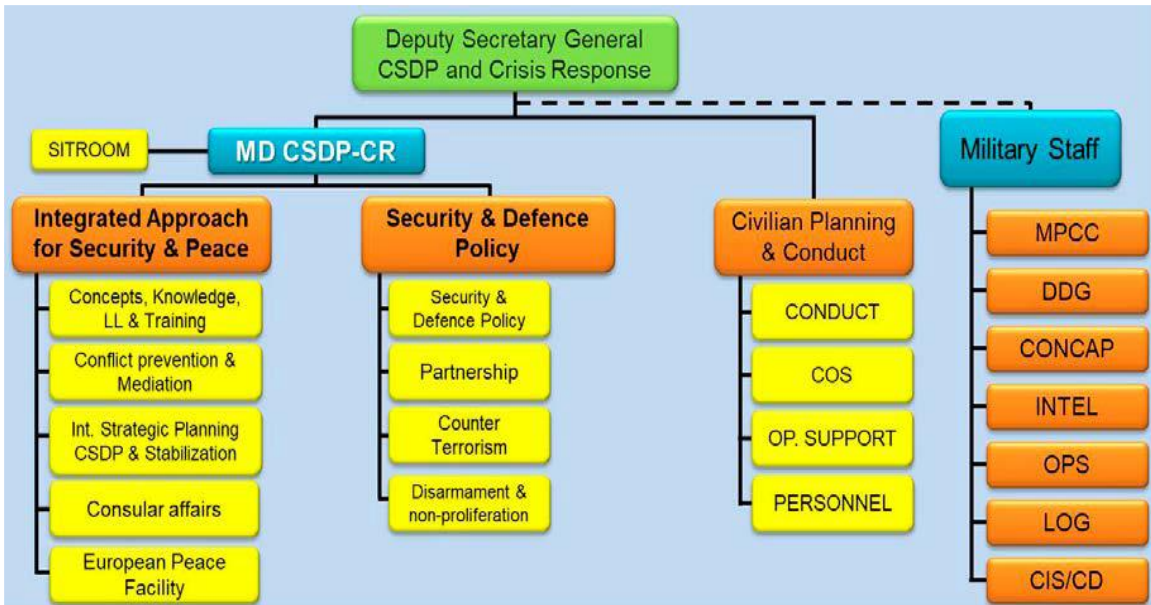 Deputy Secretary General
CSDP and Crisis Response
SITROOM
MD CSDP-CR
Military Staff
Integrated Approach
for Security & Peace
Concepts, Knowledge,
LL & Training
Conflict prevention &
Mediation
Int. Strategic Planning
CSDP & Stabilization
Consular affairs
European Peace
Facility
Security & Defence
Policy
Security &
Defence Policy
Partnership
Counter
Terrorism
Disarmament &
non-proliferation
Civilian Planning
& Conduct
CONDUCT
COS
OP. SUPPORT
PERSONNEL
MPCC
DDG
CONCAP
INTEL
OPS
LOG
CIS/CD